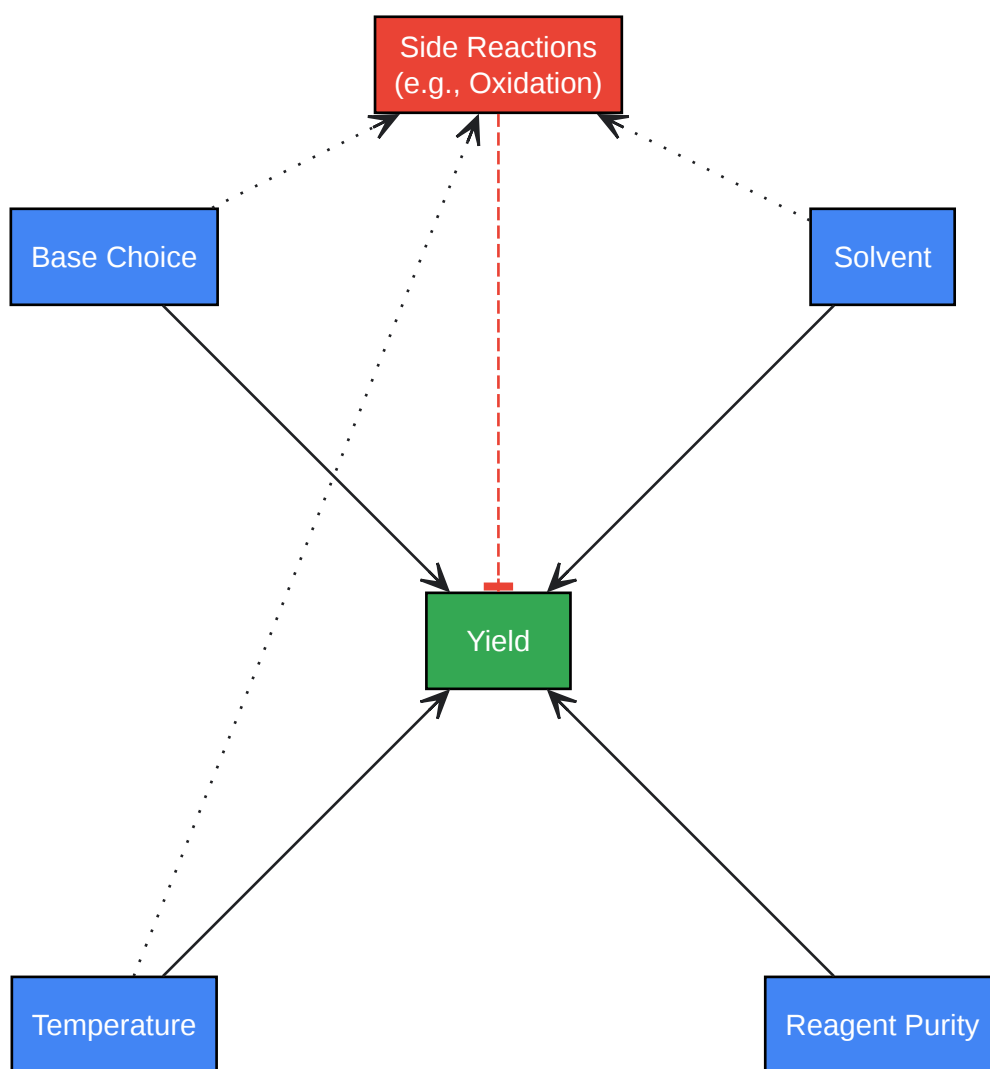 Side Reactions
(e.g., Oxidation)
Base Choice
Solvent
Yield
Temperature
Reagent Purity